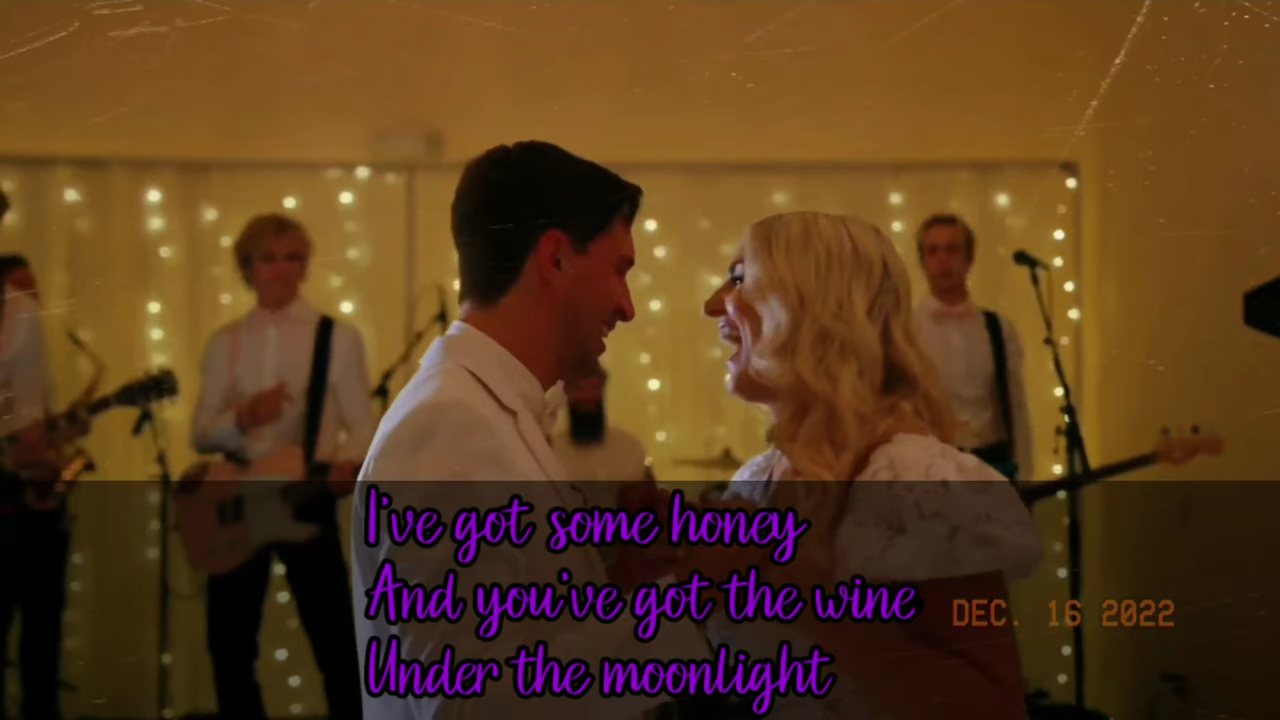 I've got some honey
And you've got the wine
DEC. 16 2022
Under the moonlight